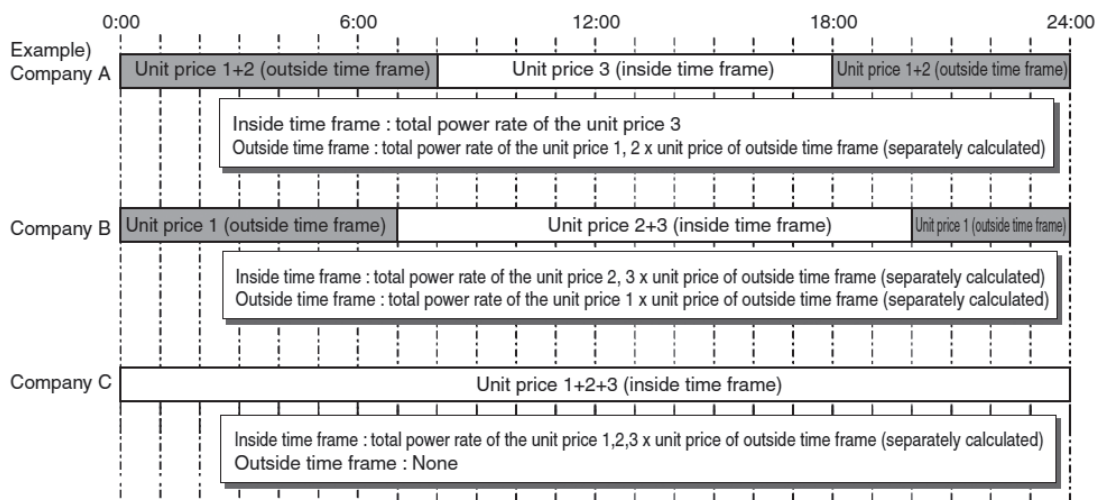 0:00 6:00 12:00 18:00 24:00
Example)
Company A Unit price 1+2 (outside time frame) Unit price 3 (inside time frame) Unit price 1+2 (outside time frame)
Inside time frame : total power rate of the unit price 3
Outside time frame : total power rate of the unit price 1, 2 x unit price of outside time frame (separately calculated)
Company B Unit price 1 (outside time frame) Unit price 2+3 (inside time frame) Unit price 1 (outside time frame)
Inside time frame : total power rate of the unit price 2, 3 x unit price of outside time frame (separately calculated)
Outside time frame : total power rate of the unit price 1 x unit price of outside time frame (separately calculated)
Company C Unit price 1+2+3 (inside time frame)
Inside time frame : total power rate of the unit price 1,2,3 x unit price of outside time frame (separately calculated)
Outside time frame : None